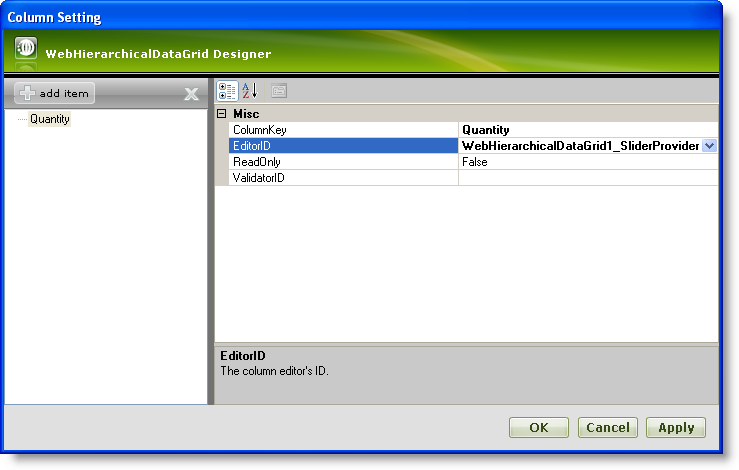 Column Setting
WebHierarchicalDataGrid Designer
add item
Quantity
Misc
ColumnKey Quantity
EditorID WebHierarchicalDataGrid1_SliderProvider
ReadOnly False
ValidatorID
EditorID
The column editor's ID.
OK Cancel Apply